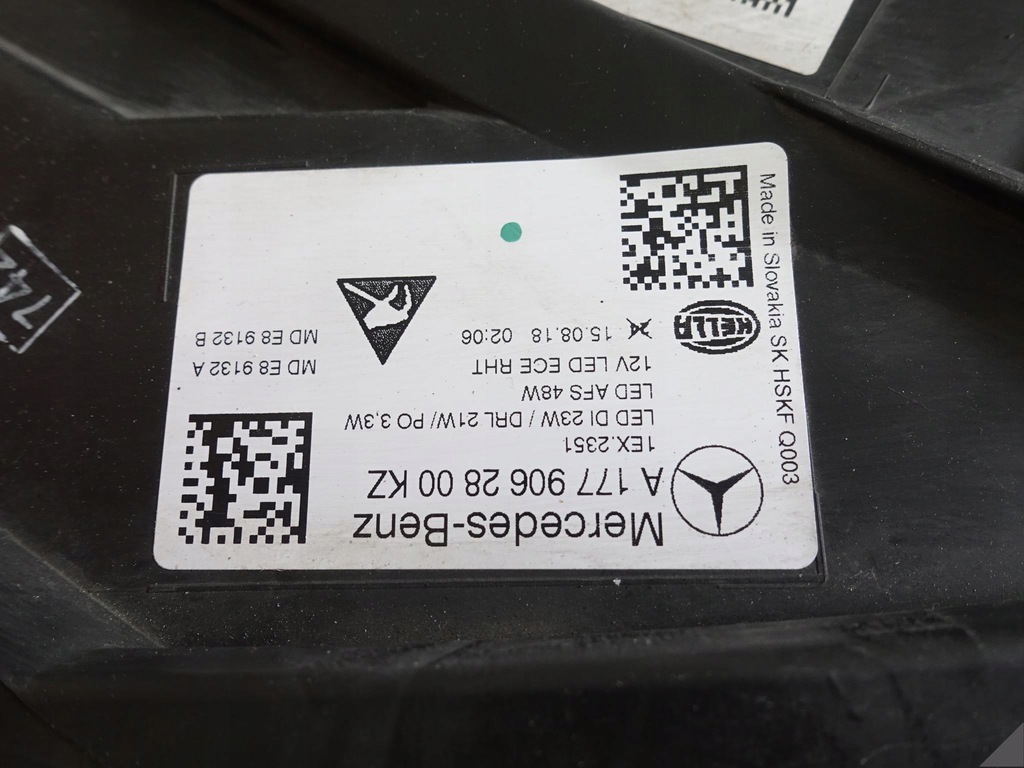 Mercedes-Benz
A 177 906 28 00 KZ
1EX.2351
LED DI 23W / DRL 21W/ PO 3,3W
LED AFS 48W
12V LED ECE RHT
15.08.18 02:06
MD E8 9132 A
MD E8 9132 B
HELLA
Made in Slovakia SK HSKF Q003